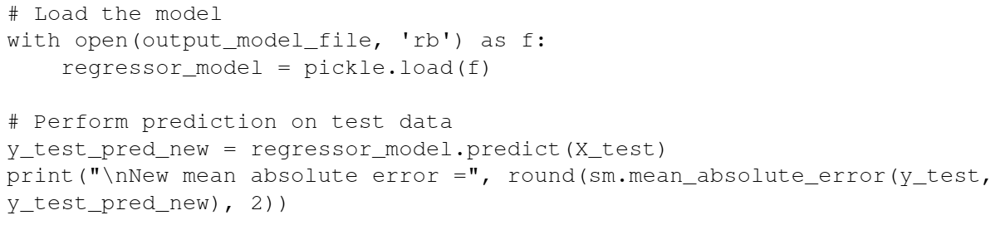 # Load the model
with open(output_model_file, 'rb') as f:
    regressor_model = pickle.load(f)

# Perform prediction on test data
y_test_pred_new = regressor_model.predict(X_test)
print("\nNew mean absolute error =", round(sm.mean_absolute_error(y_test,
y_test_pred_new), 2))